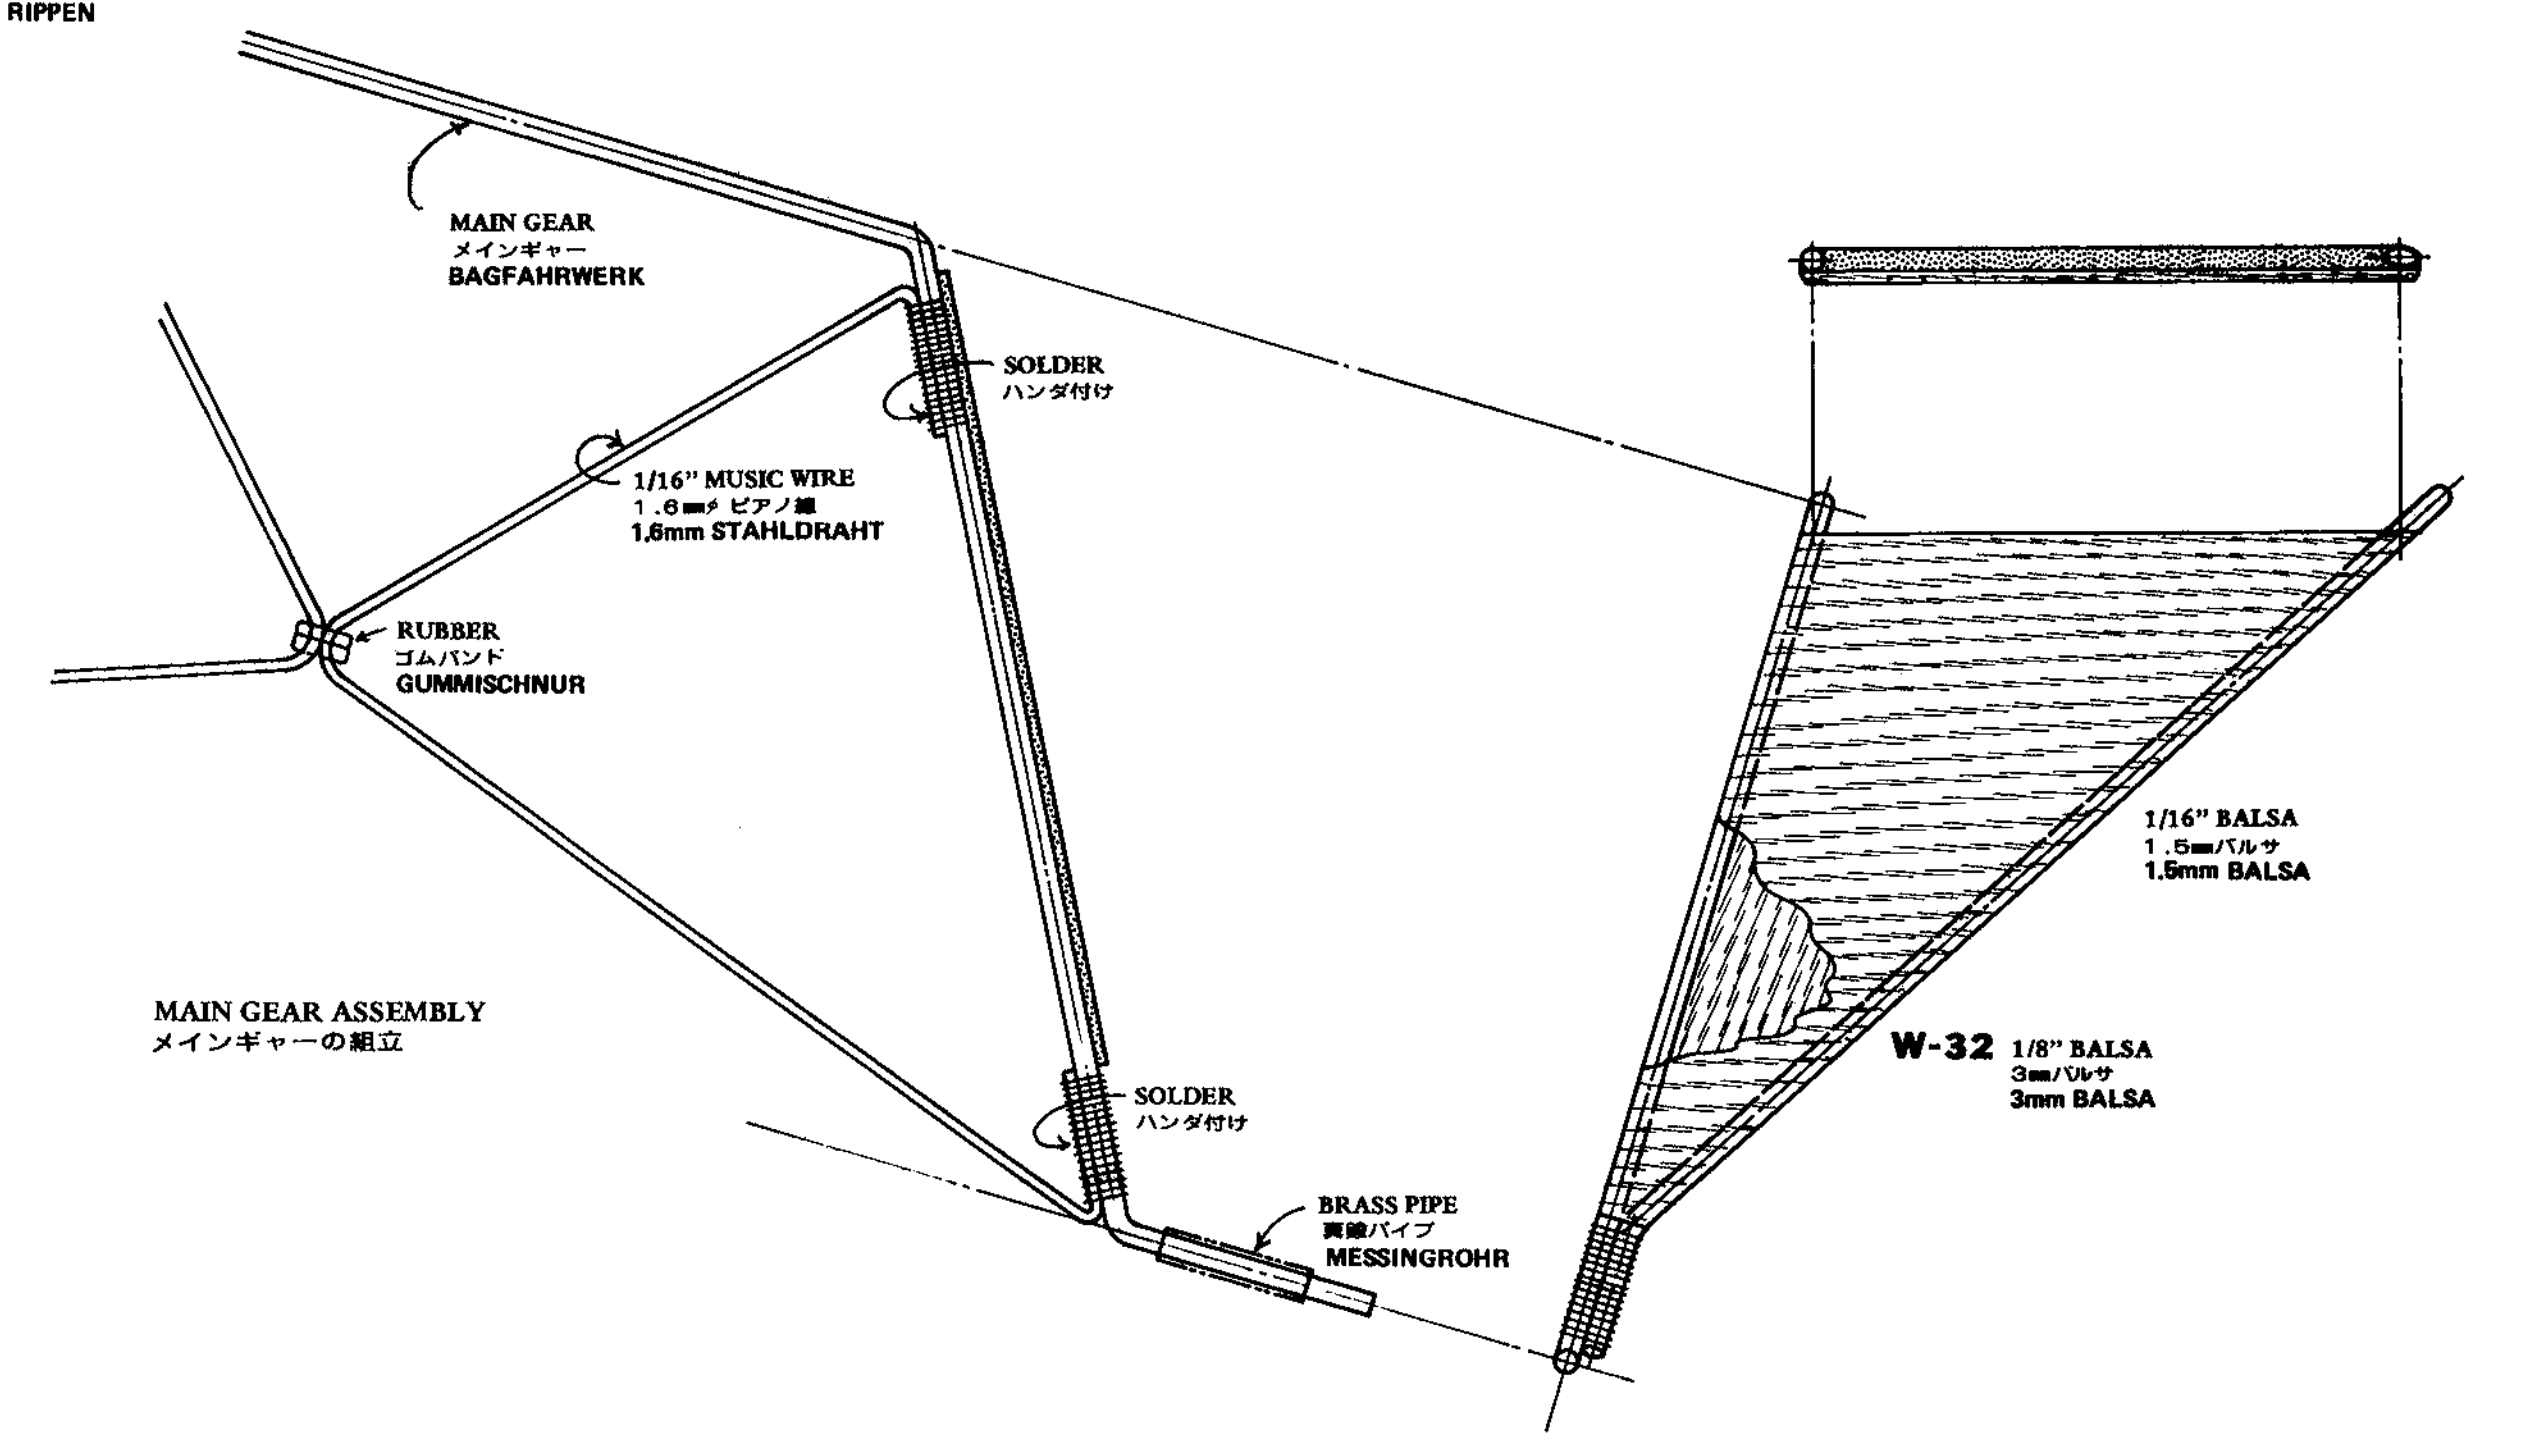 RIPPEN
MAIN GEAR
メインギャー
BAGFAHRWERK
SOLDER
ハンダ付け
1/16” MUSIC WIRE
1.6㎜φ ピアノ線
1.6mm STAHLDRAHT
RUBBER
ゴムバンド
GUMMISCHNUR
1/16” BALSA
1.5㎜バルサ
1.5mm BALSA
MAIN GEAR ASSEMBLY
メインギャーの組立
W-32 1/8” BALSA
3㎜バルサ
3mm BALSA
SOLDER
ハンダ付け
BRASS PIPE
真鍮パイプ
MESSINGROHR